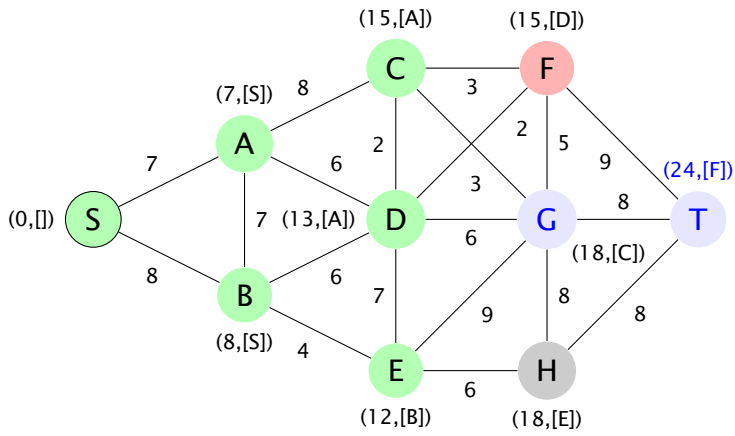 (15,[A])
(15,[D])
C
F
3
(7,[S])
8
A
2
2
5
9
7
6
3
(24,[F])
(0,[])
S
7
(13,[A])
D
6
G
8
T
(18,[C])
8
6
7
8
B
9
8
(8,[S])
4
E
6
H
(12,[B])
(18,[E])